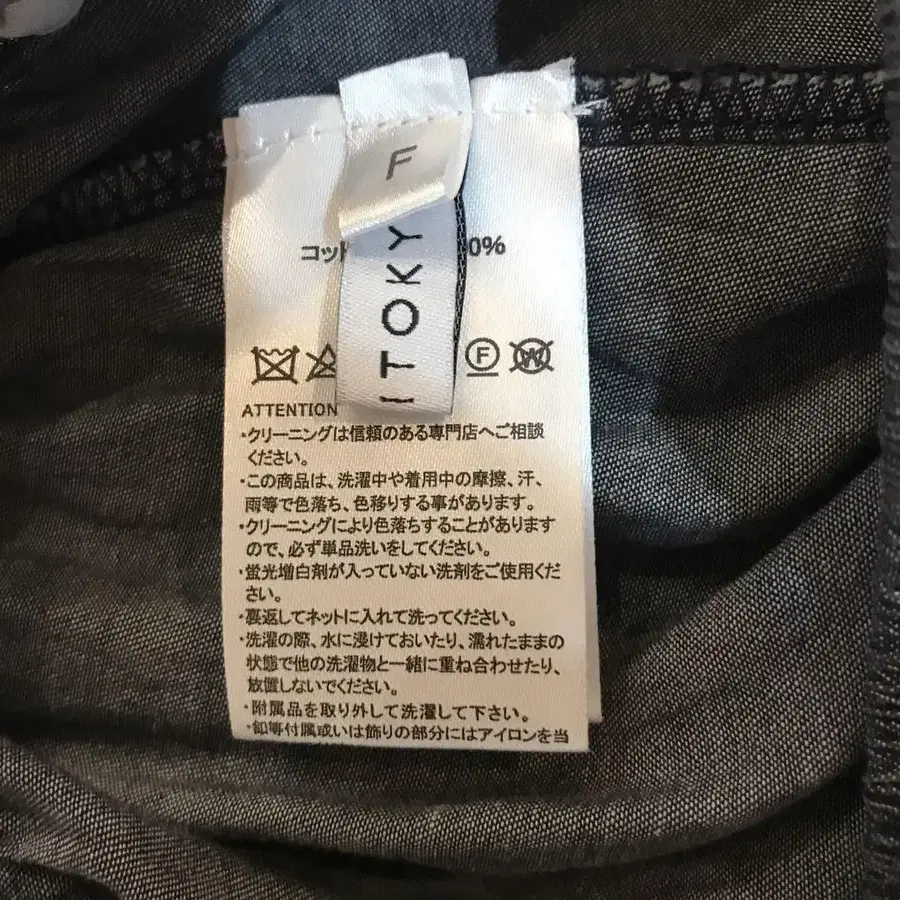 F
ITOKY
コッ 0%
F W
ATTENTION
・クリーニングは信頼のある専門店へご相談
ください。
・この商品は、洗濯中や着用中の摩擦、汗、
雨等で色落ち、色移りする事があります。
・クリーニングにより色落ちすることがあります
ので、必ず単品洗いをしてください。
・蛍光増白剤が入っていない洗剤をご使用くだ
さい。
・裏返してネットに入れて洗ってください。
・洗濯の際、水に浸けておいたり、濡れたままの
状態で他の洗濯物と一緒に重ね合わせたり、
放置しないでください。
・附属品を取り外して洗濯して下さい。
・釦等付属或いは飾りの部分にはアイロンを当